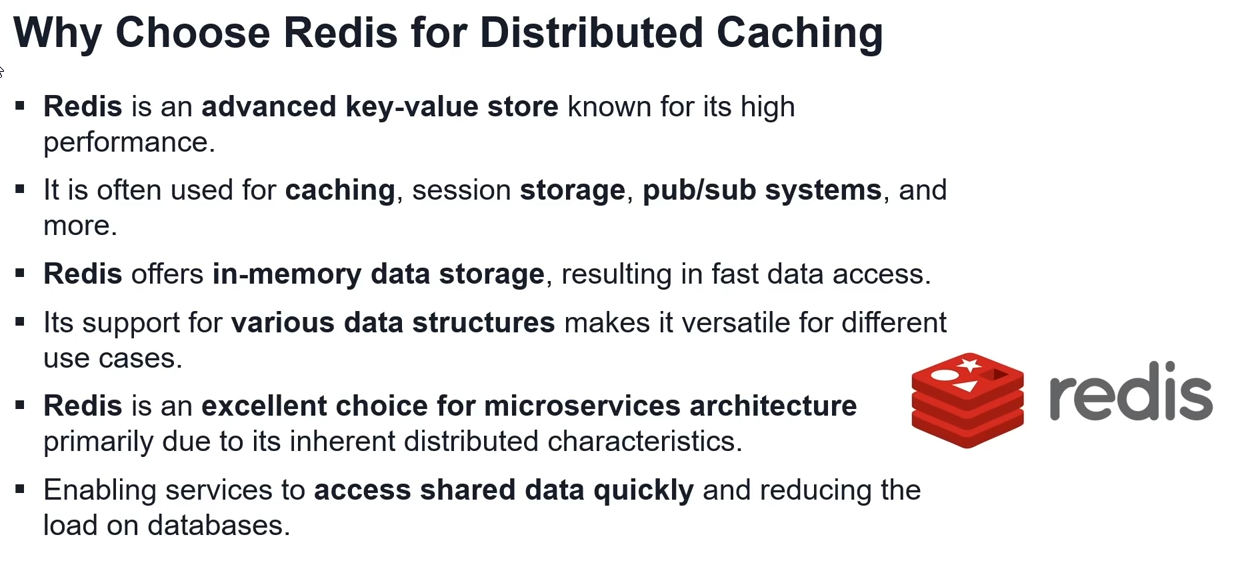 Why Choose Redis for Distributed Caching
▪ Redis is an advanced key-value store known for its high
performance.
▪ It is often used for caching, session storage, pub/sub systems, and
more.
▪ Redis offers in-memory data storage, resulting in fast data access.
▪ Its support for various data structures makes it versatile for different
use cases.
▪ Redis is an excellent choice for microservices architecture
primarily due to its inherent distributed characteristics.
redis
▪ Enabling services to access shared data quickly and reducing the
load on databases.